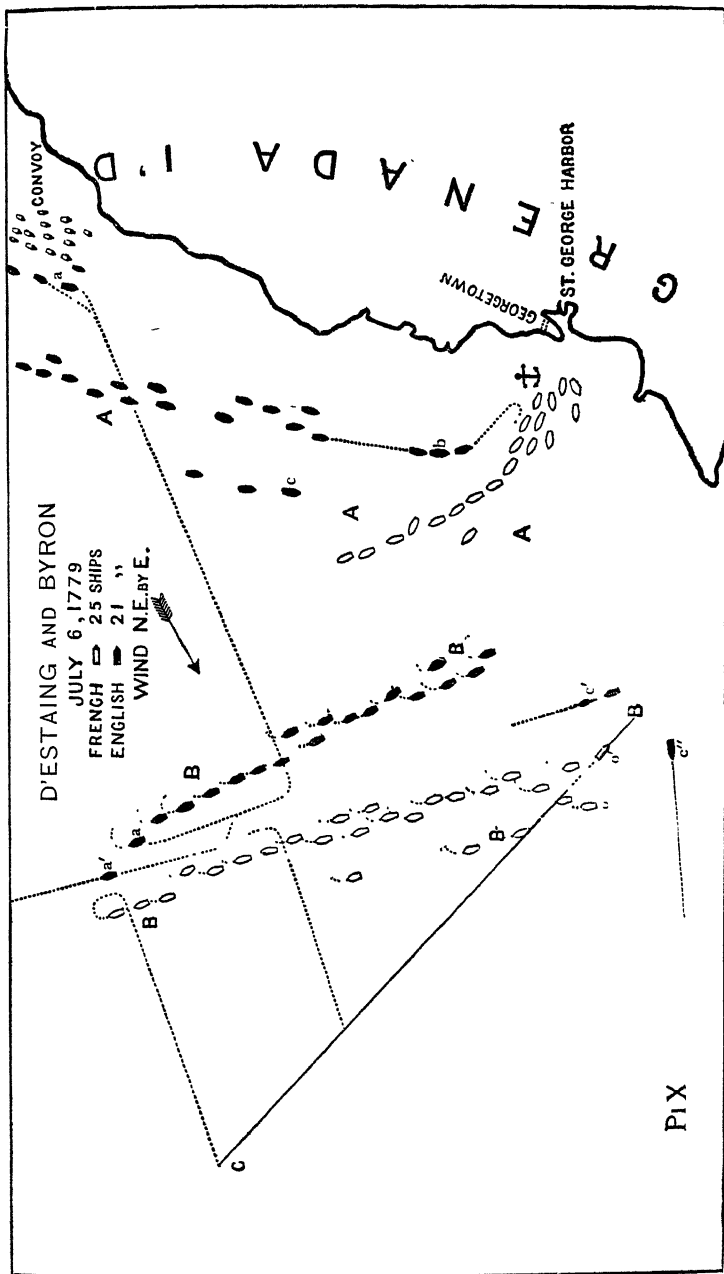 D'ESTAING AND BYRON
JULY 6, 1779
FRENCH 25 SHIPS
ENGLISH 21 ,,
WIND N.E. BY E.
CONVOY
GRENADA I'D
GEORGETOWN
ST. GEORGE HARBOR
a
A
b
c
A
A
B
B
a
a'
B
B
c'
B
o
c"
C
Pl X